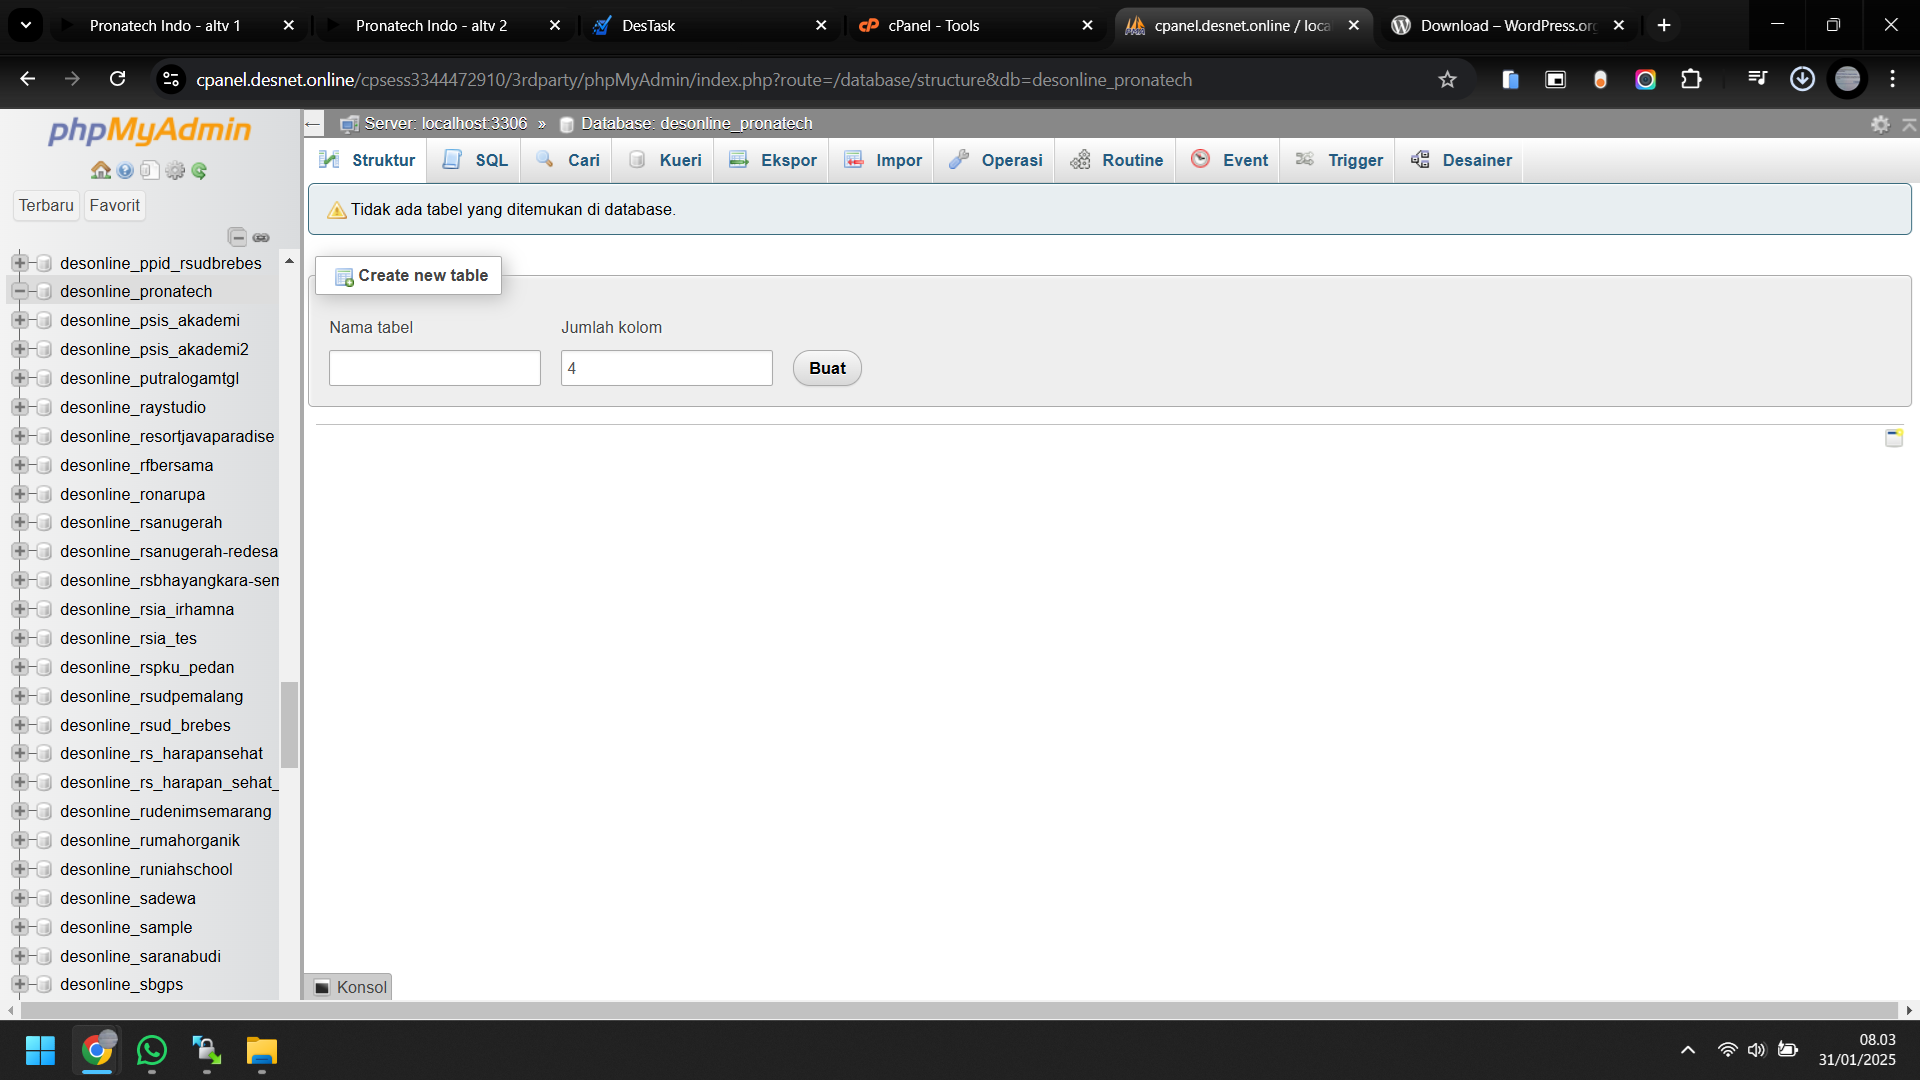 Pronatech Indo - altv 1
Pronatech Indo - altv 2
DesTask
cPanel - Tools
cpanel.desnet.online / loca
Download – WordPress.org
cpanel.desnet.online/cpsess3344472910/3rdparty/phpMyAdmin/index.php?route=/database/structure&db=desonline_pronatech
phpMyAdmin
Terbaru
Favorit
desonline_ppid_rsudbrebes
desonline_pronatech
desonline_psis_akademi
desonline_psis_akademi2
desonline_putralogamtgl
desonline_raystudio
desonline_resortjavaparadise
desonline_rfbersama
desonline_ronarupa
desonline_rsanugerah
desonline_rsanugerah-redesa
desonline_rsbhayangkara-sem
desonline_rsia_irhamna
desonline_rsia_tes
desonline_rspku_pedan
desonline_rsudpemalang
desonline_rsud_brebes
desonline_rs_harapansehat
desonline_rs_harapan_sehat_
desonline_rudenimsemarang
desonline_rumahorganik
desonline_runiahschool
desonline_sadewa
desonline_sample
desonline_saranabudi
desonline_sbgps
Server: localhost:3306 » Database: desonline_pronatech
Struktur
SQL
Cari
Kueri
Ekspor
Impor
Operasi
Routine
Event
Trigger
Desainer
Tidak ada tabel yang ditemukan di database.
Create new table
Nama tabel
Jumlah kolom
4
Buat
Konsol
08.03
31/01/2025